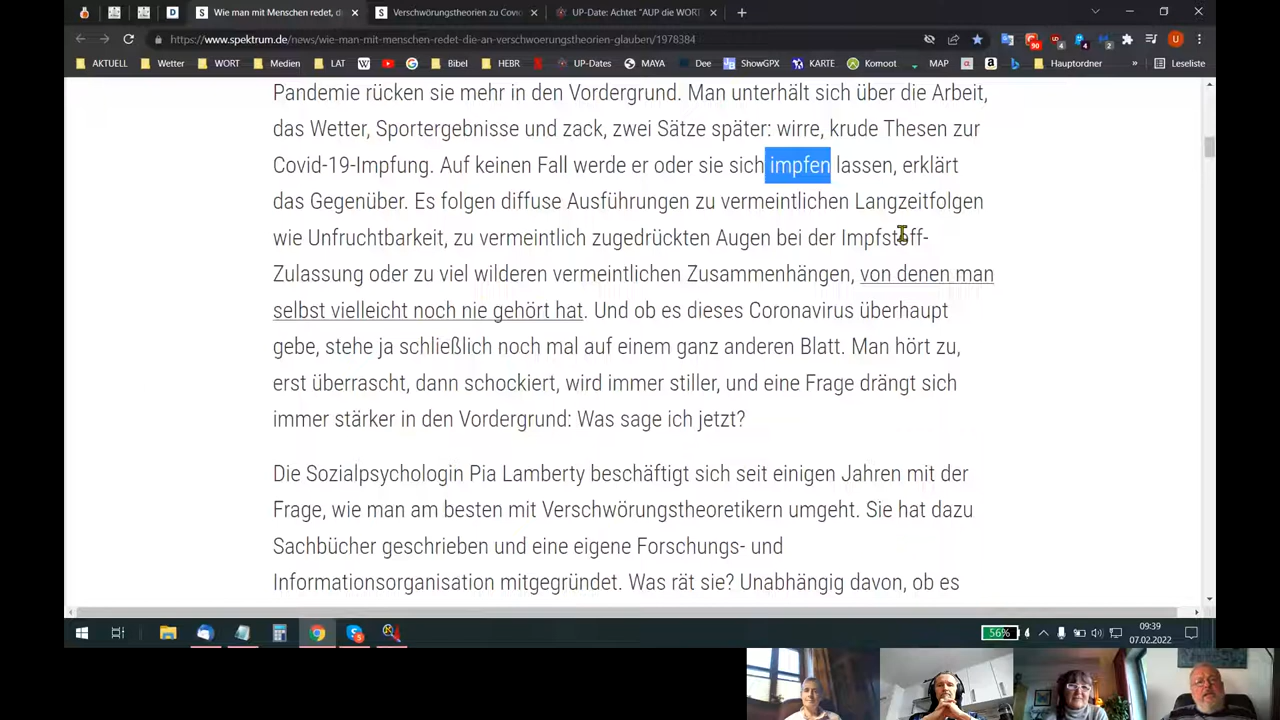 Wie man mit Menschen redet, d
Verschwörungstheorien zu Covi
UP-Date: Achtet "AUP die WORT
https://www.spektrum.de/news/wie-man-mit-menschen-redet-die-an-verschwoerungstheorien-glauben/1978384
AKTUELL Wetter WORT Medien LAT Bibel HEBR UP-Dates MAYA Dee ShowGPX KARTE Komoot MAP Hauptordner » Leseliste
Pandemie rücken sie mehr in den Vordergrund. Man unterhält sich über die Arbeit,
das Wetter, Sportergebnisse und zack, zwei Sätze später: wirre, krude Thesen zur
Covid-19-Impfung. Auf keinen Fall werde er oder sie sich impfen lassen, erklärt
das Gegenüber. Es folgen diffuse Ausführungen zu vermeintlichen Langzeitfolgen
wie Unfruchtbarkeit, zu vermeintlich zugedrückten Augen bei der Impfstoff-
Zulassung oder zu viel wilderen vermeintlichen Zusammenhängen, von denen man
selbst vielleicht noch nie gehört hat. Und ob es dieses Coronavirus überhaupt
gebe, stehe ja schließlich noch mal auf einem ganz anderen Blatt. Man hört zu,
erst überrascht, dann schockiert, wird immer stiller, und eine Frage drängt sich
immer stärker in den Vordergrund: Was sage ich jetzt?
Die Sozialpsychologin Pia Lamberty beschäftigt sich seit einigen Jahren mit der
Frage, wie man am besten mit Verschwörungstheoretikern umgeht. Sie hat dazu
Sachbücher geschrieben und eine eigene Forschungs- und
Informationsorganisation mitgegründet. Was rät sie? Unabhängig davon, ob es
56%
09:39
07.02.2022